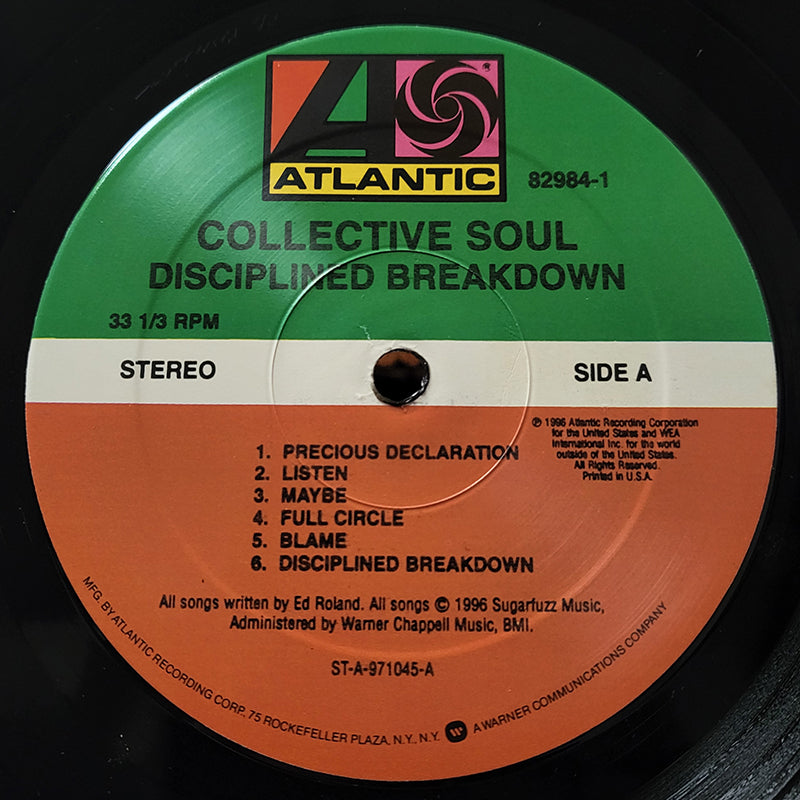 ATLANTIC
82984-1
COLLECTIVE SOUL
DISCIPLINED BREAKDOWN
33 1/3 RPM
STEREO
SIDE A
℗ 1996 Atlantic Recording Corporation
for the United States and WEA
International Inc. for the world
outside of the United States.
All Rights Reserved.
Printed in U.S.A.
1. PRECIOUS DECLARATION
2. LISTEN
3. MAYBE
4. FULL CIRCLE
5. BLAME
6. DISCIPLINED BREAKDOWN
All songs written by Ed Roland. All songs © 1996 Sugarfuzz Music,
Administered by Warner Chappell Music, BMI.
ST-A-971045-A
MFG. BY ATLANTIC RECORDING CORP., 75 ROCKEFELLER PLAZA, N.Y., N.Y. A WARNER COMMUNICATIONS COMPANY